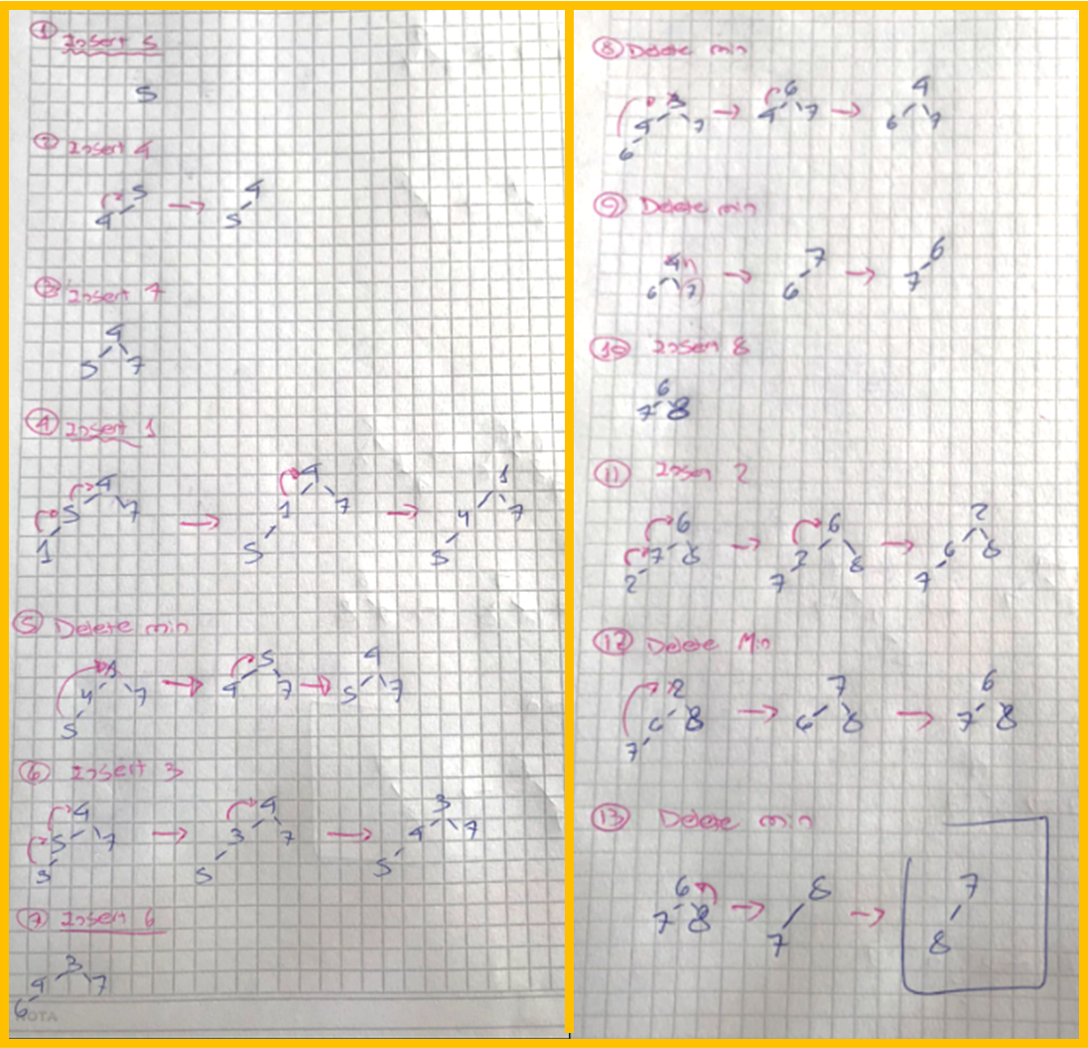 ① Insert 5
5
② Insert 4
5 → 4
4 5
③ Insert 7
4
5 7
④ Insert 1
4 → 4 → 1
5 7 1 7 4 7
1 5 5
⑤ Delete min
1 → 5 → 4
4 7 4 7 5 7
5
⑥ Insert 3
4 → 4 → 3
5 7 3 7 4 7
3 5 5
⑦ Insert 6
3
4 7
6
NOTA
⑧ Delete min
3 → 6 → 4
4 7 4 7 6 7
6
⑨ Delete min
4 → 7 → 6
6 7 6 7
⑩ Insert 8
6
7 8
⑪ Inser 2
6 → 6 → 2
7 8 2 8 6 8
2 7 7
⑫ Delete Min
2 → 7 → 6
6 8 6 8 7 8
7
⑬ Delete min
6 → 8 → 7
7 8 7 8